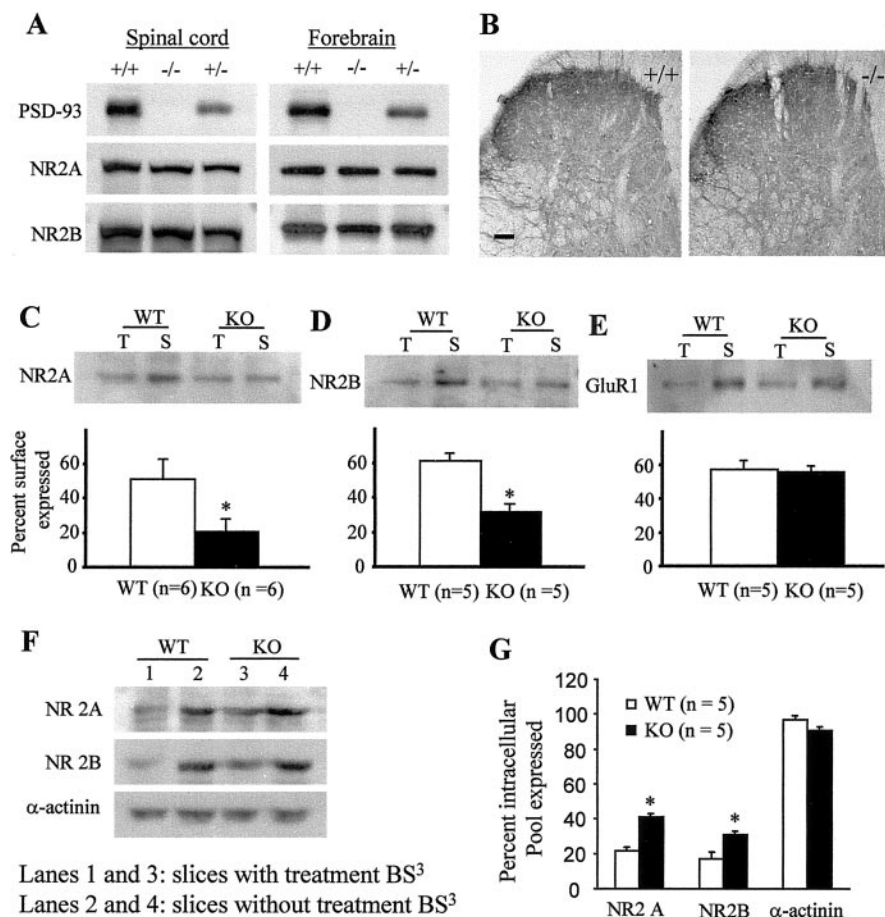 A
B
Spinal cord Forebrain
+/+ -/- +/- +/+ -/- +/-
PSD-93
NR2A
NR2B
+/+
-/-
C
WT KO
T S T S
NR2A
D
WT KO
T S T S
NR2B
E
WT KO
T S T S
GluR1
Percent surface
expressed
60
40
20
0
WT (n=6) KO (n =6)
60
40
20
0
WT (n=5) KO (n =5)
60
40
20
0
WT (n=5) KO (n=5)
*
*
F
WT KO
1 2 3 4
NR 2A
NR 2B
α-actinin
Lanes 1 and 3: slices with treatment BS³
Lanes 2 and 4: slices without treatment BS³
G
Percent intracellular
Pool expressed
120
100
80
60
40
20
0
WT (n = 5)
KO (n = 5)
*
*
NR2 A NR2B α-actinin